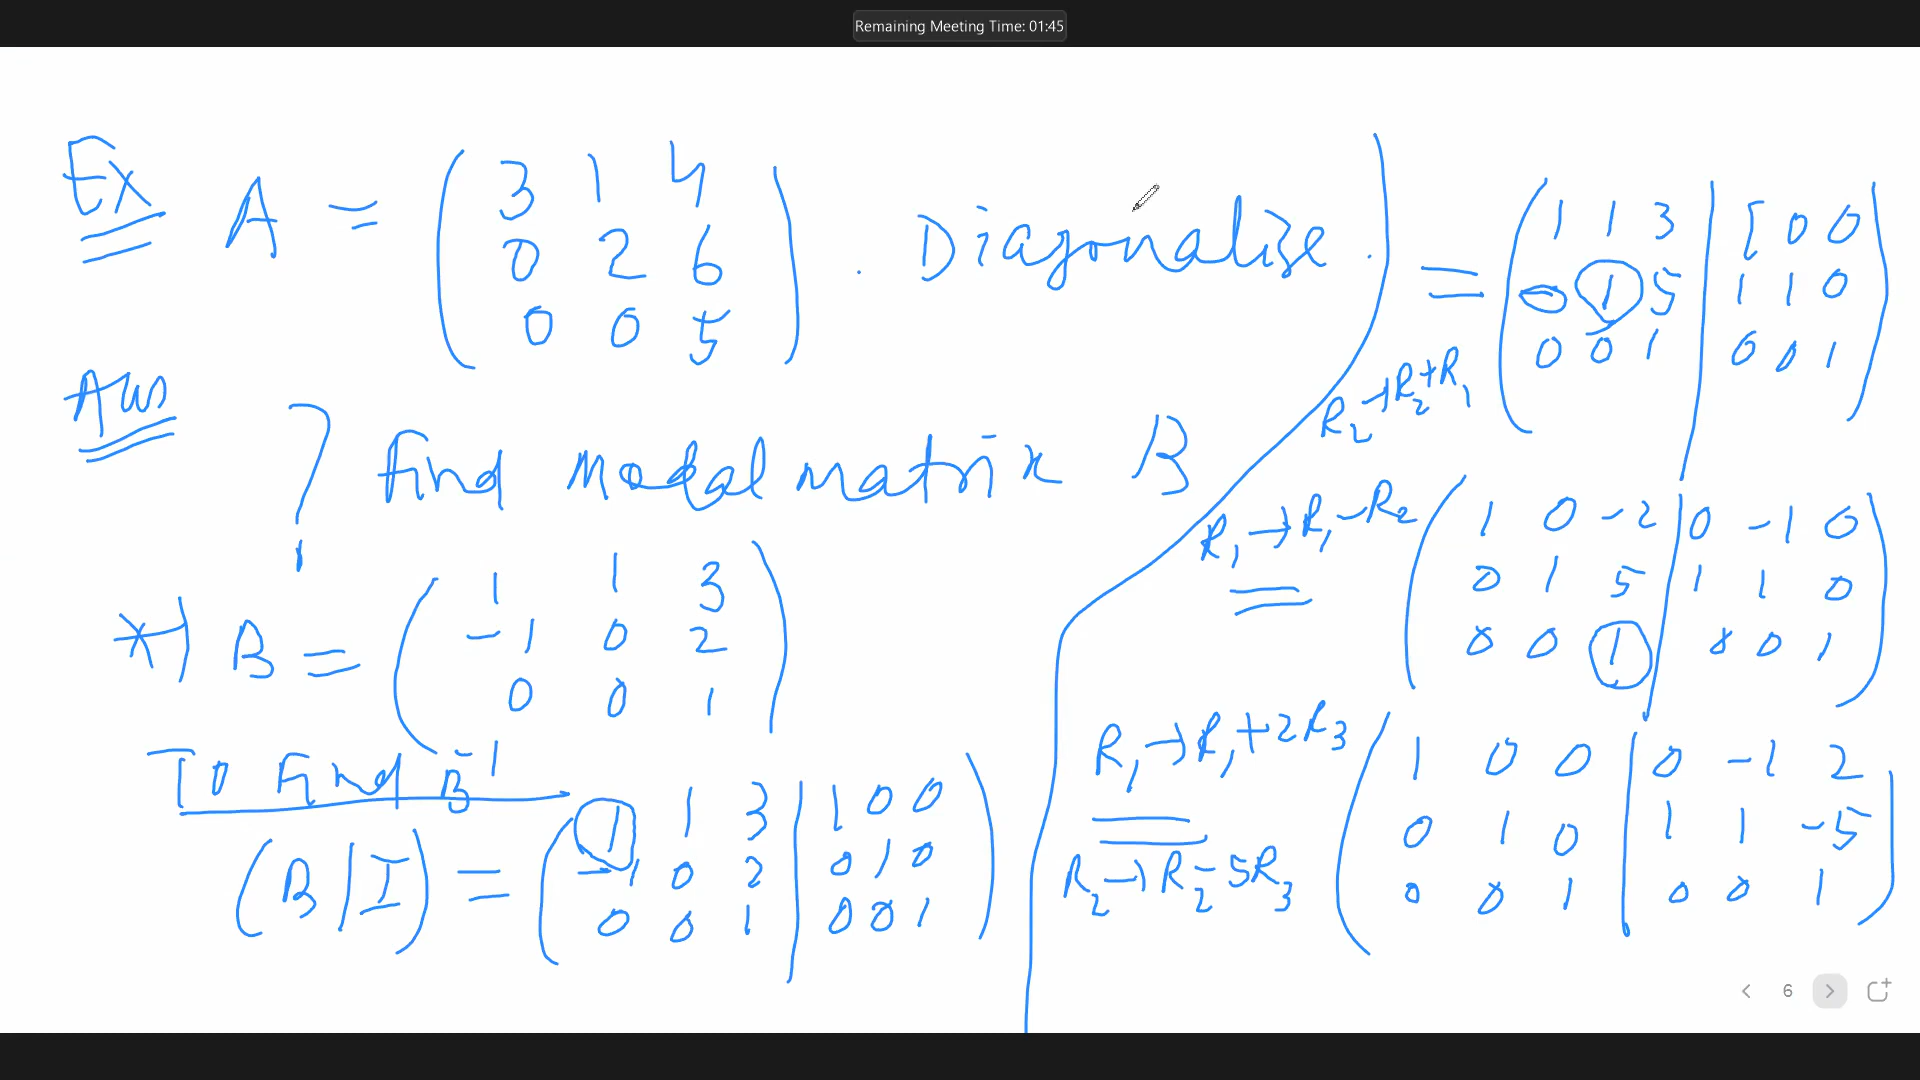 Remaining Meeting Time: 01:45
Ex A = ( 3 1 4
0 2 6
0 0 5 ) . Diagonalize .
Ans
Find Modal matrix B
*) B = ( 1 1 3
-1 0 2
0 0 1 )
To Find B⁻¹
(B | I) = ( 1 1 3 | 1 0 0
-1 0 2 | 0 1 0
0 0 1 | 0 0 1 )
= ( 1 1 3 | 1 0 0
0 1 5 | 1 1 0
0 0 1 | 0 0 1 )
R₂→R₂+R₁
R₁→R₁-R₂ ( 1 0 -2 | 0 -1 0
0 1 5 | 1 1 0
0 0 1 | 0 0 1 )
R₁→R₁+2R₃
R₂→R₂-5R₃ ( 1 0 0 | 0 -1 2
0 1 0 | 1 1 -5
0 0 1 | 0 0 1 )
6